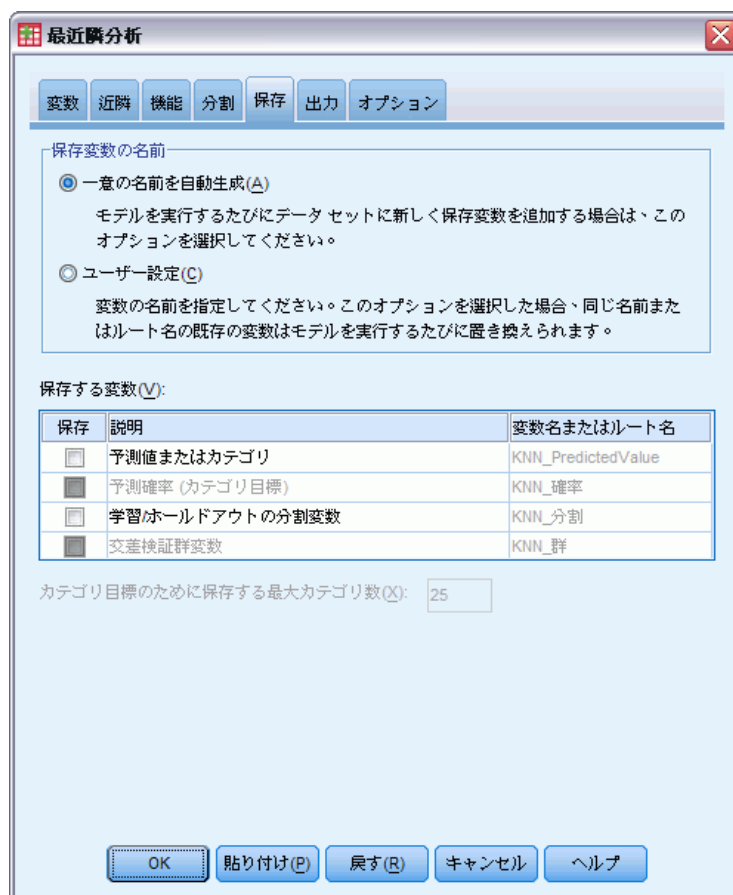 最近隣分析
変数 近隣 機能 分割 保存 出力 オプション
保存変数の名前
一意の名前を自動生成(A)
モデルを実行するたびにデータ セットに新しく保存変数を追加する場合は、この
オプションを選択してください。
ユーザー設定(C)
変数の名前を指定してください。このオプションを選択した場合、同じ名前また
はルート名の既存の変数はモデルを実行するたびに置き換えられます。
保存する変数(V):
保存 説明 変数名またはルート名
予測値またはカテゴリ KNN_PredictedValue
予測確率 (カテゴリ目標) KNN_確率
学習/ホールドアウトの分割変数 KNN_分割
交差検証群変数 KNN_群
カテゴリ目標のために保存する最大カテゴリ数(X): 25
OK 貼り付け(P) 戻す(R) キャンセル ヘルプ